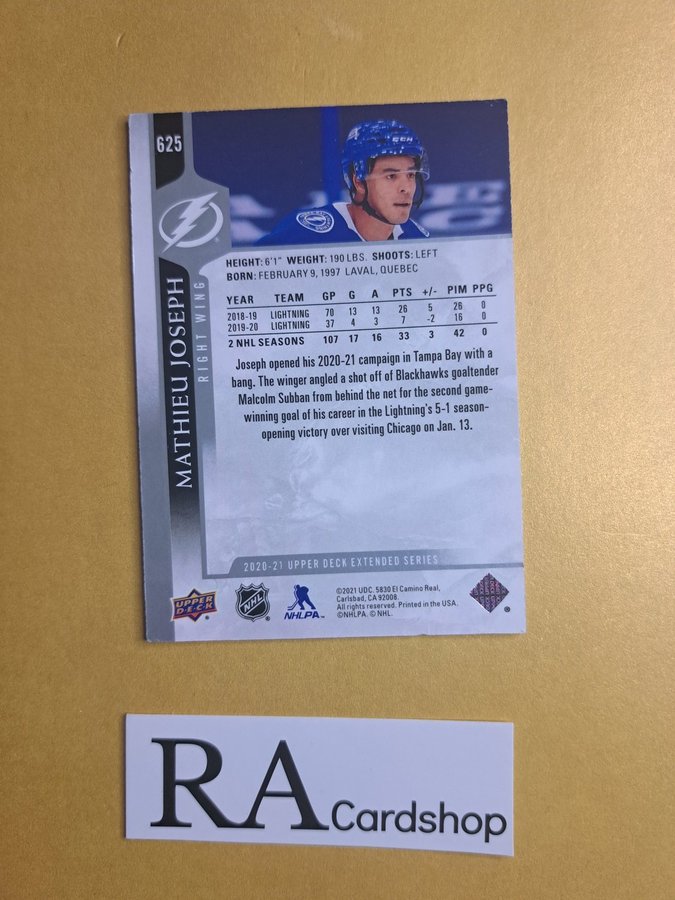 625
MATHIEU JOSEPH
RIGHT WING
HEIGHT: 6'1" WEIGHT: 190 LBS. SHOOTS: LEFT
BORN: FEBRUARY 9, 1997 LAVAL, QUEBEC
YEAR TEAM GP G A PTS +/- PIM PPG
2018-19 LIGHTNING 70 13 13 26 5 26 0
2019-20 LIGHTNING 37 4 3 7 -2 16 0
2 NHL SEASONS 107 17 16 33 3 42 0
Joseph opened his 2020-21 campaign in Tampa Bay with a
bang. The winger angled a shot off of Blackhawks goaltender
Malcolm Subban from behind the net for the second game-
winning goal of his career in the Lightning's 5-1 season-
opening victory over visiting Chicago on Jan. 13.
2020-21 UPPER DECK EXTENDED SERIES
UPPER
DECK
NHL
NHLPA
©2021 UDC. 5830 El Camino Real,
Carlsbad, CA 92008.
All rights reserved. Printed in the USA.
©NHLPA. © NHL.
RA Cardshop